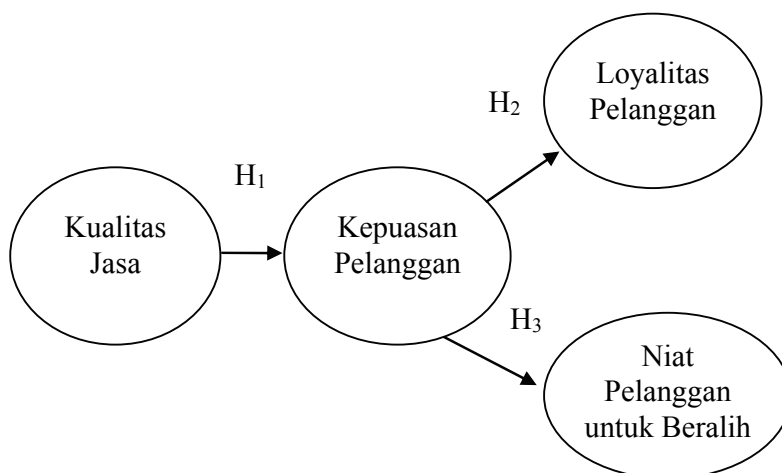 Kualitas
Jasa
H₁
Kepuasan
Pelanggan
H₂
Loyalitas
Pelanggan
H₃
Niat
Pelanggan
untuk Beralih